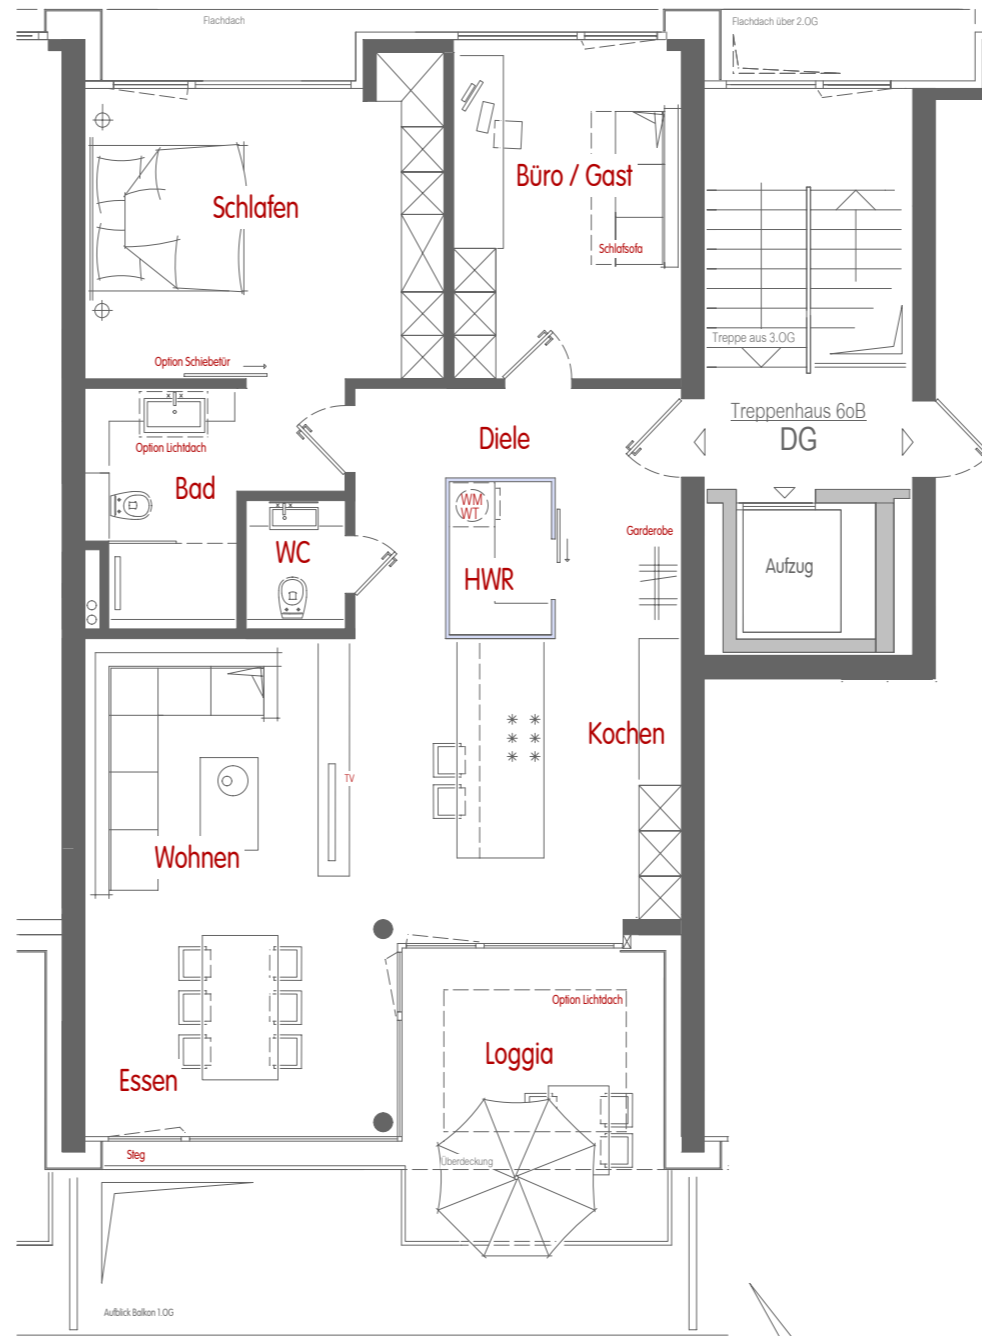 Flachdach
Flachdach über 2.OG
Büro / Gast
Schlafen
Schlafsofa
Treppe aus 3.OG
Option Schiebetür
Treppenhaus 6oB
DG
Diele
Option Lichtdach
Bad
WM
WT
Garderobe
WC
HWR
Aufzug
Kochen
TV
Wohnen
Option Lichtdach
Loggia
Essen
Steg
Überdeckung
Aufblick Balkon 1.OG